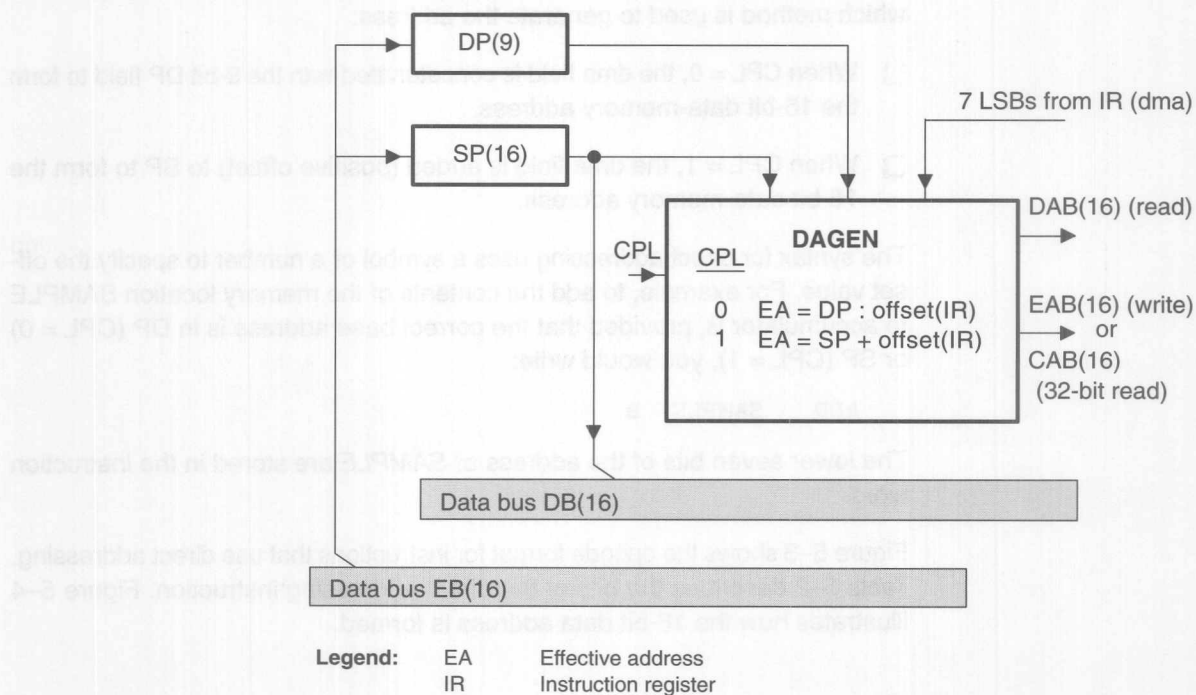 which method is used to generate the address:
DP(9)
When CPL = 0, the dma field is concatenated with the 9-bit DP field to form
the 16-bit data-memory address.
7 LSBs from IR (dma)
SP(16)
When CPL = 1, the dma field is added (positive offset) to SP to form the
16-bit data-memory address.
DAB(16) (read)
CPL
DAGEN
CPL
The syntax for direct addressing uses a symbol or a number to specify the off-
set value. For example, to add the contents of the memory location SAMPLE
to accumulator B, provided that the correct base address is in DP (CPL = 0)
or SP (CPL = 1), you would write:
0 EA = DP : offset(IR)
1 EA = SP + offset(IR)
EAB(16) (write)
or
CAB(16)
(32-bit read)
ADD SAMPLE, B
The lower seven bits of the address of SAMPLE are stored in the instruction
Data bus DB(16)
Figure 5–3 shows the opcode format for instructions that use direct addressing.
instruction. Figure 5–4
illustrates how the 16-bit data address is formed.
Data bus EB(16)
Legend: EA Effective address
IR Instruction register